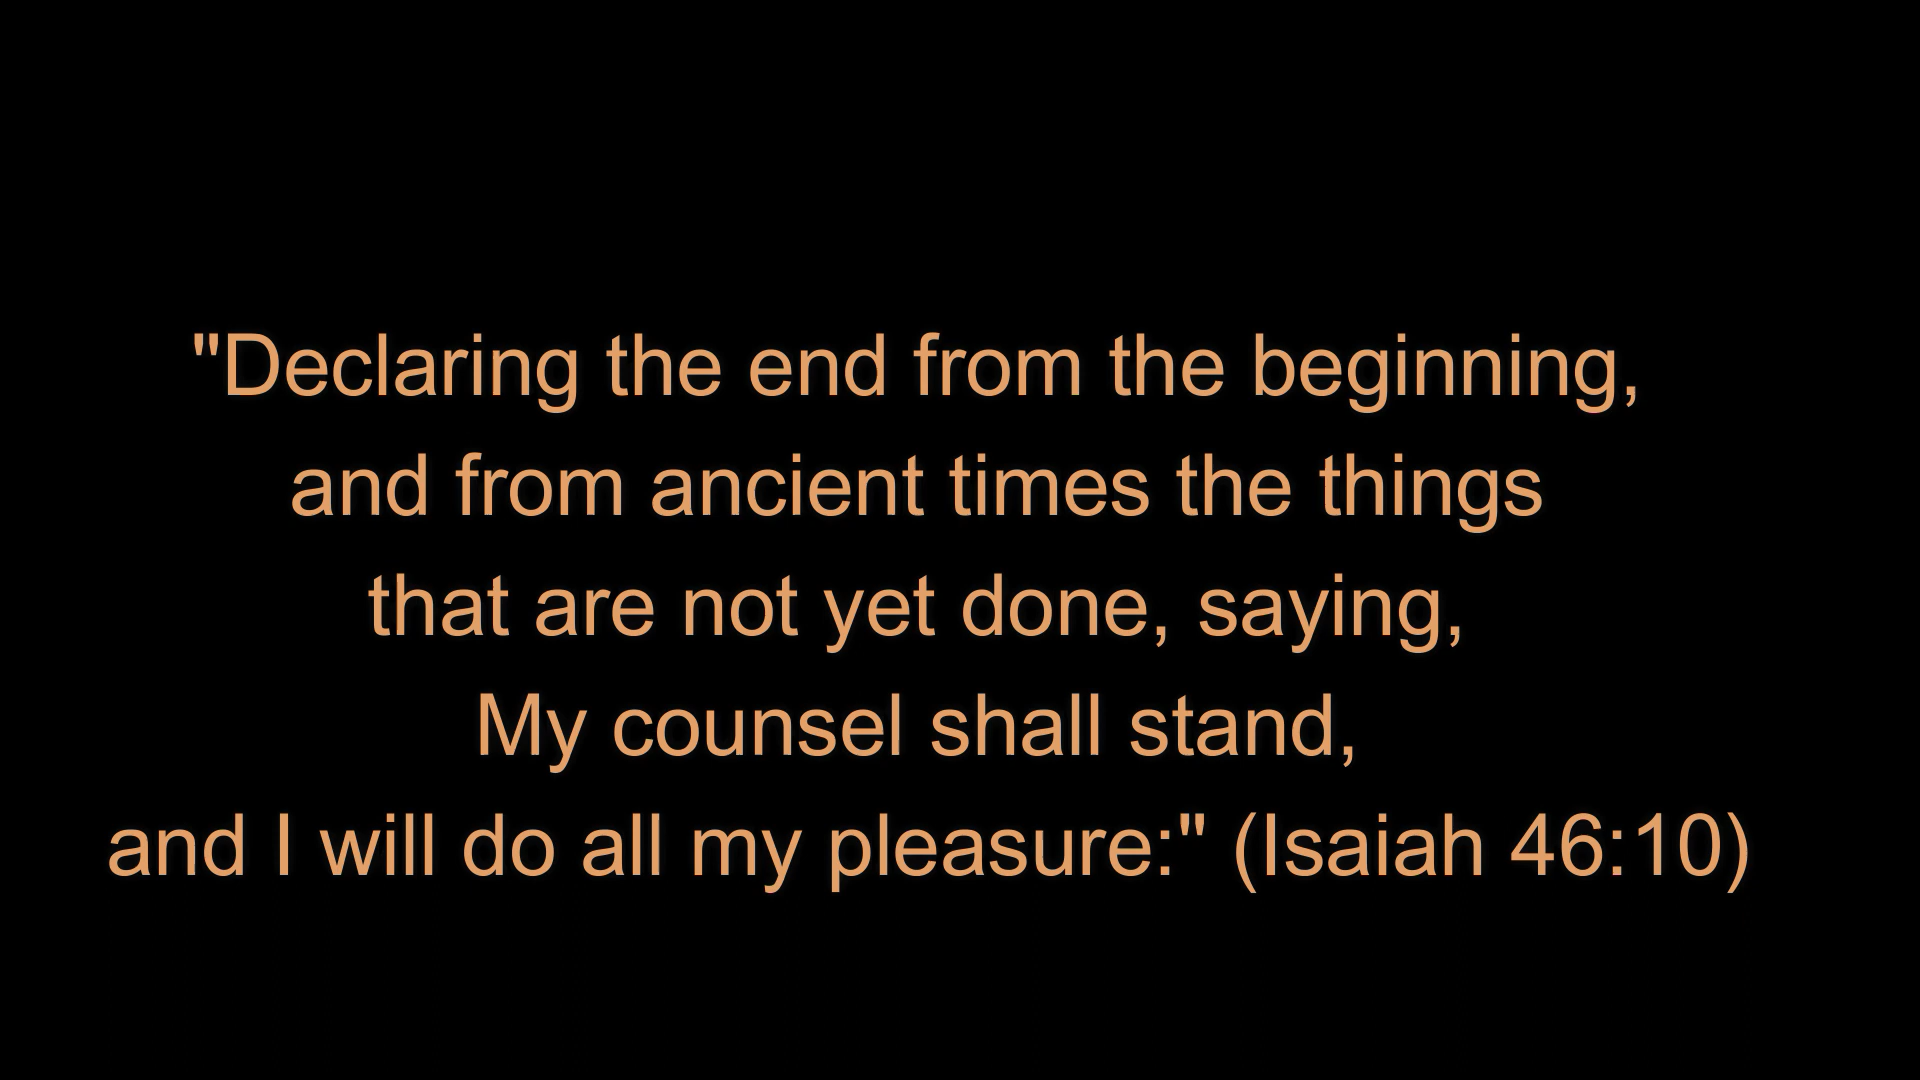 "Declaring the end from the beginning,
and from ancient times the things
that are not yet done, saying,
My counsel shall stand,
and I will do all my pleasure:" (Isaiah 46:10)